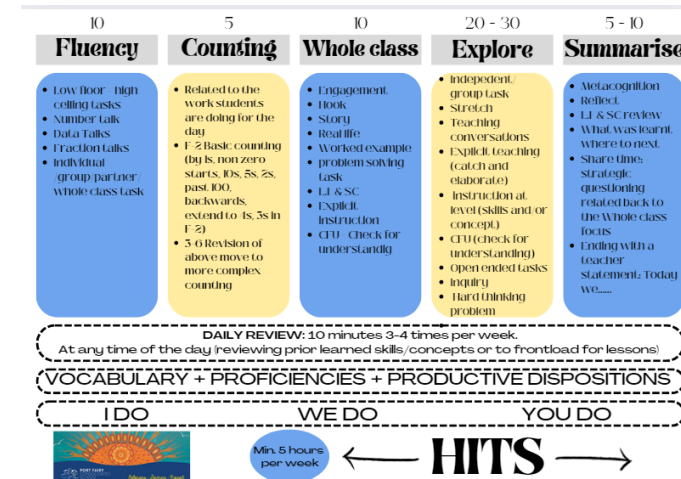 10
5
10
20 - 30
5 - 10
Fluency
Counting
Whole class
Explore
Summarise
• Low floor - high
ceiling tasks
• Number talk
• Data Talks
• Fraction talks
• Individual
/group/partner/
whole class task
• Related to the
work students
are doing for the
day
• F-2 Basic counting
(by 1s, non zero
starts, 10s, 5s, 2s,
past 100,
backwards,
extend to 4s, 3s in
F-2)
• 3-6 Revision of
above move to
more complex
counting
• Engagement
• Hook
• Story
• Real life
• Worked example
• problem solving
task
• L.I & SC
• Explicit
instruction
• CFU - Check for
understandig
• Indepedent/
group task
• Stretch
• Teaching
conversations
• Explicit teaching
(catch and
elaborate)
• Instruction at
level (skills and/or
concept)
• CFU (check for
understanding)
• Open ended tasks
• Inquiry
• Hard thinking
problem
• Metacognition
• Reflect
• L.I & SC review
• What was learnt,
where to next
• Share time:
strategic
questioning
related back to
the Whole class
focus
• Ending with a
teacher
statement: Today
we......
DAILY REVIEW: 10 minutes 3-4 times per week.
At any time of the day (reviewing prior learned skills/concepts or to frontload for lessons)
VOCABULARY + PROFICIENCIES + PRODUCTIVE DISPOSITIONS
I DO
WE DO
YOU DO
PORT FAIRY
Min. 5 hours
per week
HITS